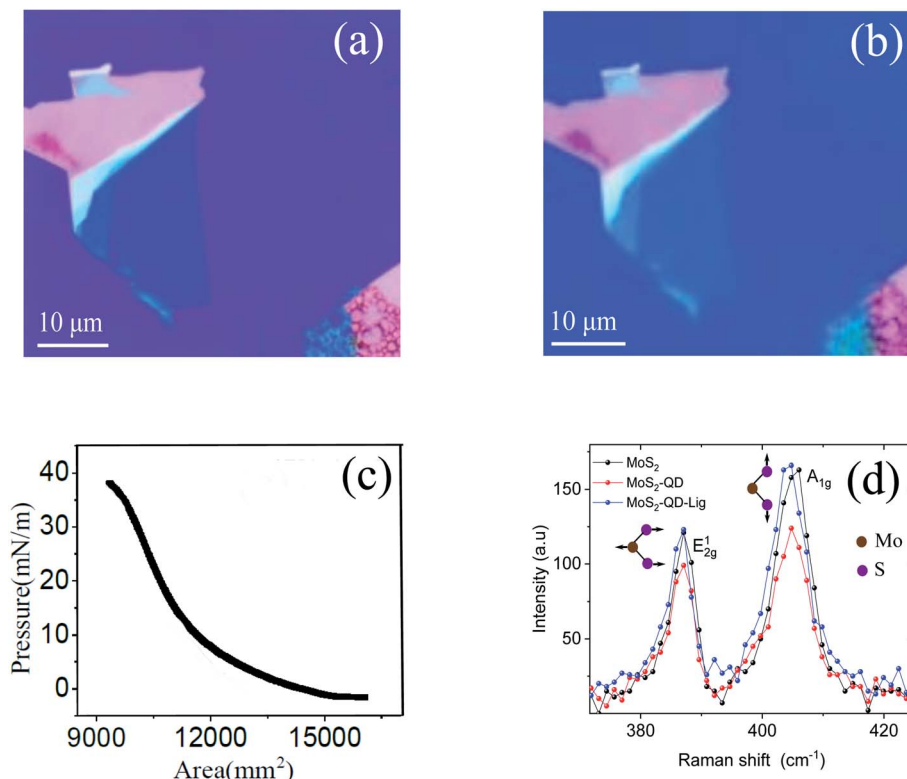 (a)
10 μm
(b)
10 μm
(c)
Pressure(mN/m)
40
30
20
10
0
9000 12000 15000
Area(mm²)
(d)
MoS₂
MoS₂-QD
MoS₂-QD-Lig
E¹2g
A₁g
Mo
S
Intensity (a.u)
150
100
50
380 400 420
Raman shift (cm⁻¹)